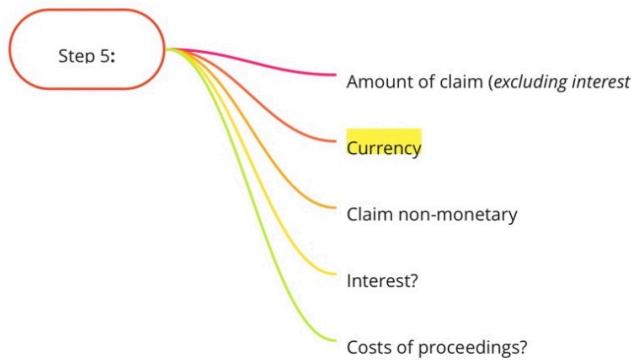 Step 5:
Amount of claim (excluding interest
Currency
Claim non-monetary
Interest?
Costs of proceedings?